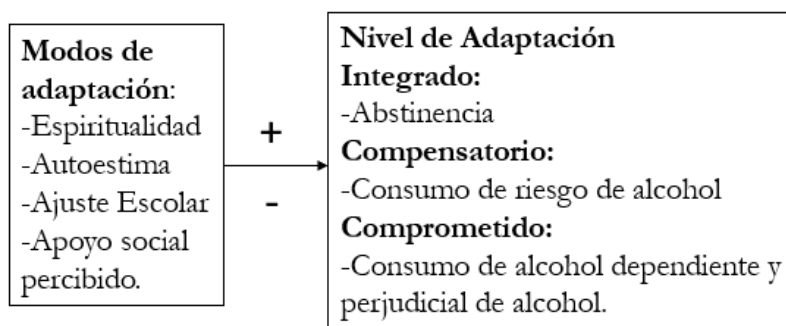 Modos de
adaptación:
-Espiritualidad
-Autoestima
-Ajuste Escolar
-Apoyo social
percibido.
+
-
Nivel de Adaptación
Integrado:
-Abstinencia
Compensatorio:
-Consumo de riesgo de alcohol
Comprometido:
-Consumo de alcohol dependiente y
perjudicial de alcohol.